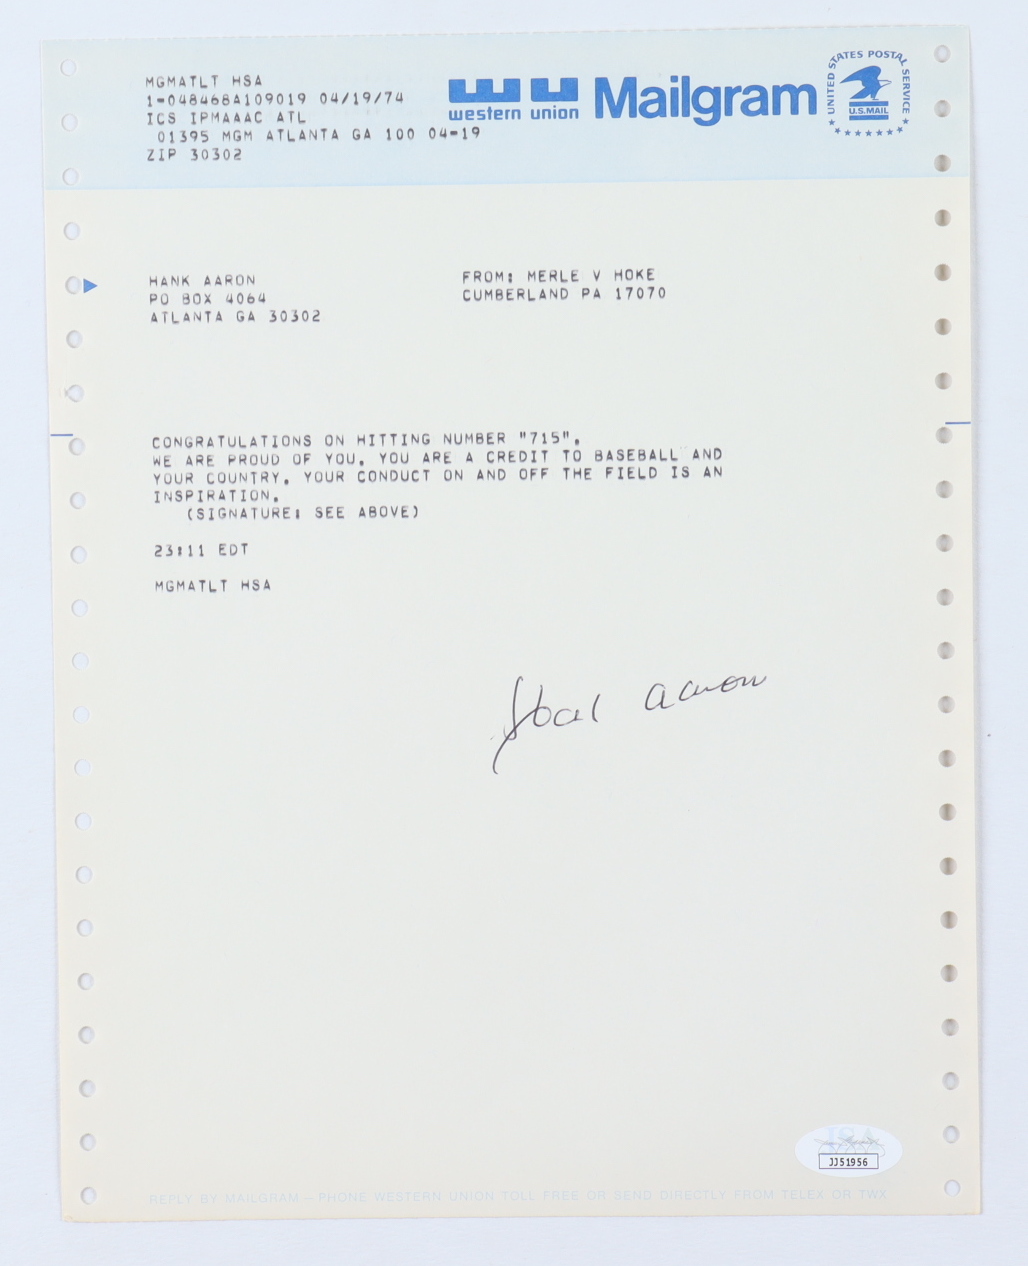 MGMATLT HSA
1-048468A109019 04/19/74
ICS IPMAAAC ATL
01395 MGM ATLANTA GA 100 04-19
ZIP 30302
western union
Mailgram
UNITED STATES POSTAL SERVICE
U.S.MAIL
HANK AARON
PO BOX 4064
ATLANTA GA 30302
FROM: MERLE V HOKE
CUMBERLAND PA 17070
CONGRATULATIONS ON HITTING NUMBER "715".
WE ARE PROUD OF YOU. YOU ARE A CREDIT TO BASEBALL AND
YOUR COUNTRY. YOUR CONDUCT ON AND OFF THE FIELD IS AN
INSPIRATION.
(SIGNATURE: SEE ABOVE)
23:11 EDT
MGMATLT HSA
Hank Aaron
JSA
JJ51956
REPLY BY MAILGRAM – PHONE WESTERN UNION TOLL FREE OR SEND DIRECTLY FROM TELEX OR TWX